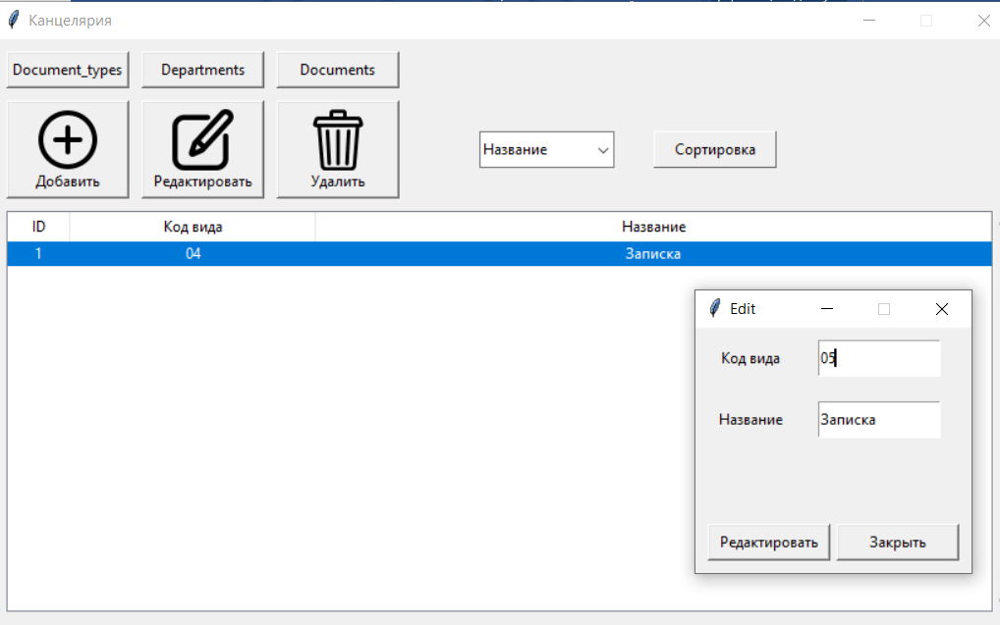 Канцелярия
Document_types Departments Documents
Добавить Редактировать Удалить Название Сортировка
ID Код вида Название
1 04 Записка
Edit
Код вида 05
Название Записка
Редактировать Закрыть